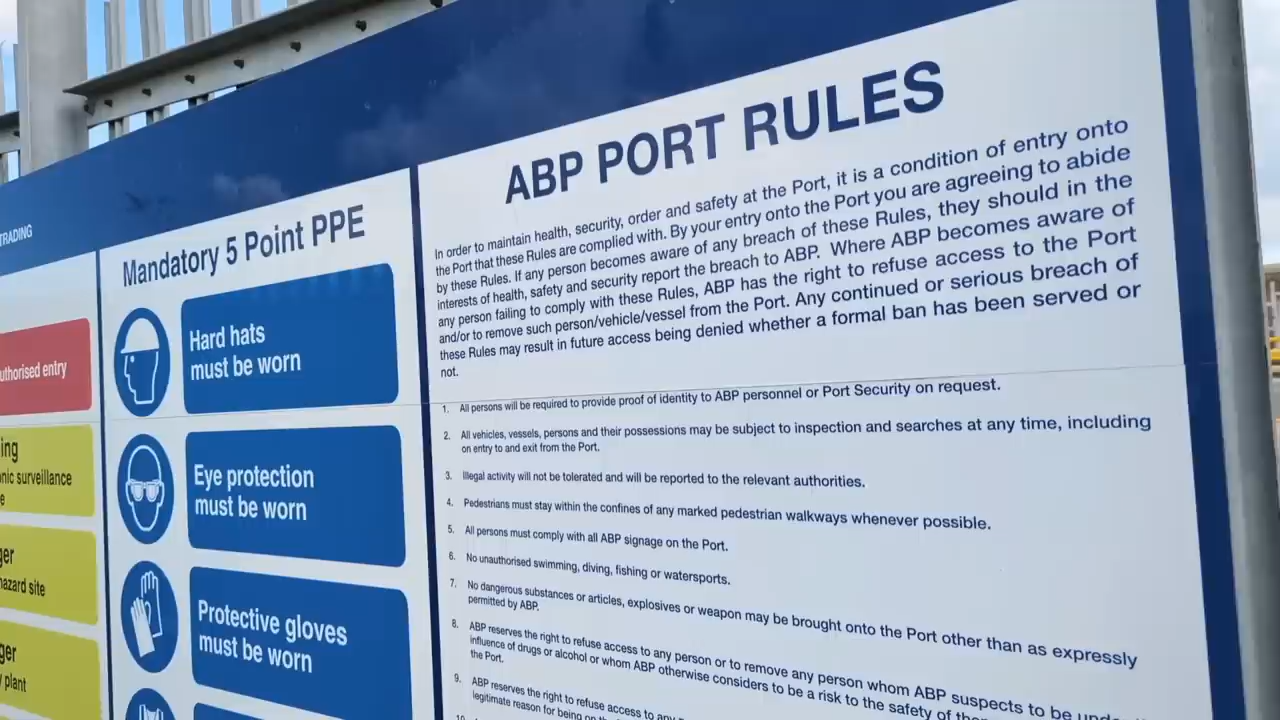 TRADING
uthorised entry
ing
nic surveillance
e
ger
hazard site
ger
plant
Mandatory 5 Point PPE
Hard hats
must be worn
Eye protection
must be worn
Protective gloves
must be worn
ABP PORT RULES
In order to maintain health, security, order and safety at the Port, it is a condition of entry onto
the Port that these Rules are complied with. By your entry onto the Port you are agreeing to abide
by these Rules. If any person becomes aware of any breach of these Rules, they should in the
interests of health, safety and security report the breach to ABP. Where ABP becomes aware of
any person failing to comply with these Rules, ABP has the right to refuse access to the Port
and/or to remove such person/vehicle/vessel from the Port. Any continued or serious breach of
these Rules may result in future access being denied whether a formal ban has been served or
not.
1. All persons will be required to provide proof of identity to ABP personnel or Port Security on request.
2. All vehicles, vessels, persons and their possessions may be subject to inspection and searches at any time, including
on entry to and exit from the Port.
3. Illegal activity will not be tolerated and will be reported to the relevant authorities.
4. Pedestrians must stay within the confines of any marked pedestrian walkways whenever possible.
5. All persons must comply with all ABP signage on the Port.
6. No unauthorised swimming, diving, fishing or watersports.
7. No dangerous substances or articles, explosives or weapon may be brought onto the Port other than as expressly
permitted by ABP.
8. ABP reserves the right to refuse access to any person or to remove any person whom ABP suspects to be
influence of drugs or alcohol or whom ABP otherwise considers to be a risk to the safety of
the Port.
9. ABP reserves the right to refuse access to any
legitimate reason for being on
10.